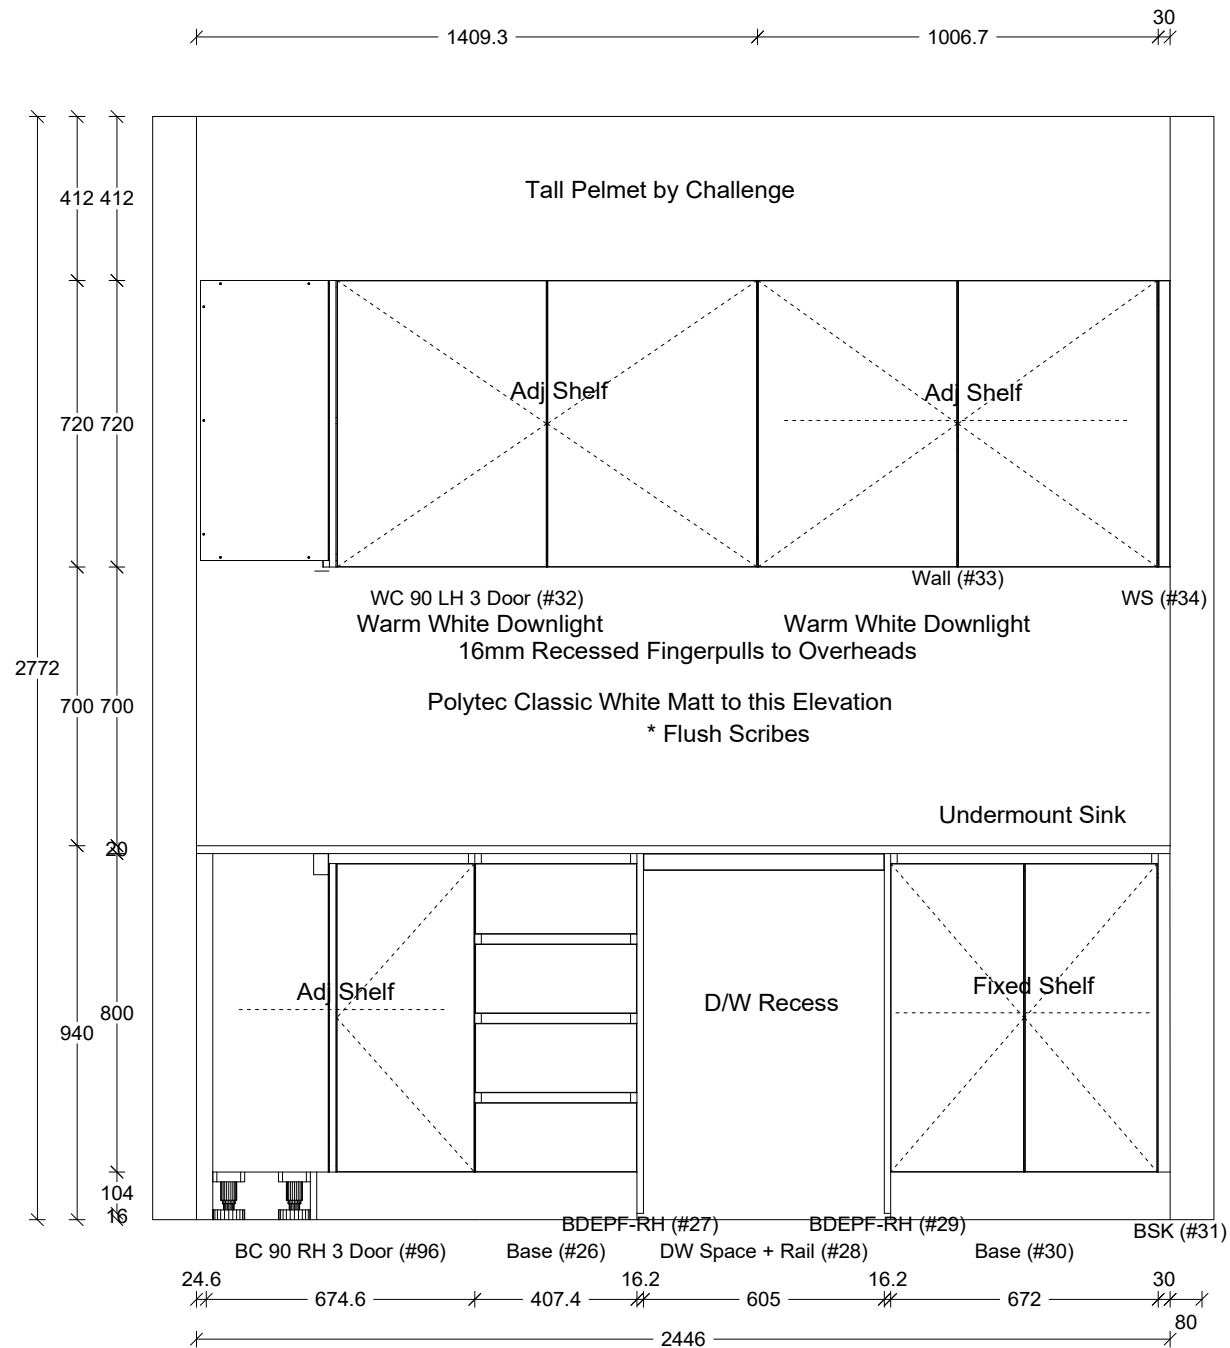 30
1409.3
1006.7
412 412
Tall Pelmet by Challenge
720 720
Adj Shelf
Adj Shelf
Wall (#33)
WC 90 LH 3 Door (#32)
WS (#34)
Warm White Downlight
Warm White Downlight
16mm Recessed Fingerpulls to Overheads
2772
700 700
Polytec Classic White Matt to this Elevation
* Flush Scribes
Undermount Sink
20
Adj Shelf
Fixed Shelf
D/W Recess
800
940
104
16
BDEPF-RH (#27)
BDEPF-RH (#29)
BSK (#31)
BC 90 RH 3 Door (#96)
Base (#26)
DW Space + Rail (#28)
Base (#30)
24.6
16.2
16.2
30
674.6
407.4
605
672
80
2446